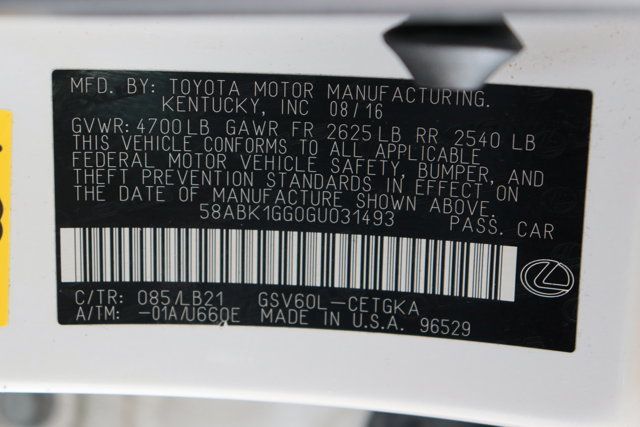 MFD. BY: TOYOTA MOTOR MANUFACTURING.
KENTUCKY, INC 08/16
GVWR: 4700LB GAWR FR 2625LB RR 2540 LB
THIS VEHICLE CONFORMS TO ALL APPLICABLE
FEDERAL MOTOR VEHICLE SAFETY, BUMPER, AND
THEFT PREVENTION STANDARDS IN EFFECT ON
THE DATE OF MANUFACTURE SHOWN ABOVE.
58ABK1GG0GU031493 PASS. CAR
C/TR: 085/LB21 GSV60L-CETGKA
A/TM: -01A/U660E MADE IN U.S.A. 96529